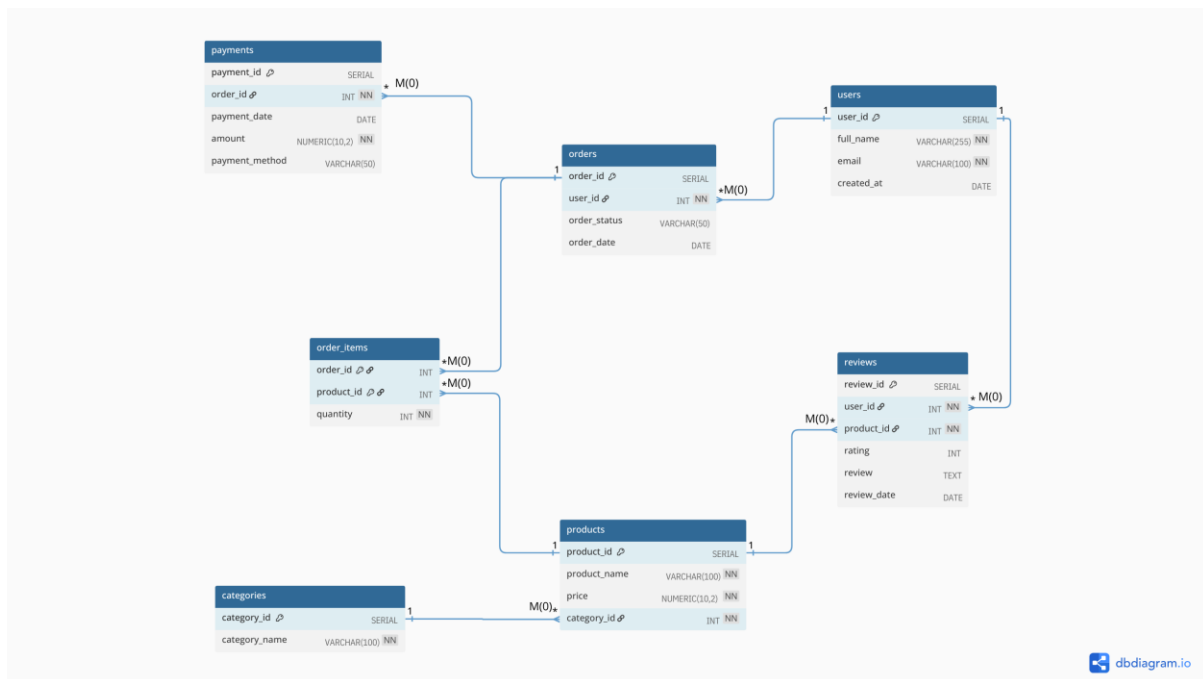 payments
payment_id SERIAL
order_id INT NN
payment_date DATE
amount NUMERIC(10,2) NN
payment_method VARCHAR(50)
* M(0)
users
user_id SERIAL
full_name VARCHAR(255) NN
email VARCHAR(100) NN
created_at DATE
1
1
orders
order_id SERIAL
user_id INT NN
order_status VARCHAR(50)
order_date DATE
1
*M(0)
order_items
order_id INT
product_id INT
quantity INT NN
*M(0)
*M(0)
reviews
review_id SERIAL
user_id INT NN
product_id INT NN
rating INT
review TEXT
review_date DATE
* M(0)
M(0)*
products
product_id SERIAL
product_name VARCHAR(100) NN
price NUMERIC(10,2) NN
category_id INT NN
1
1
M(0)*
categories
category_id SERIAL
category_name VARCHAR(100) NN
1
dbdiagram.io